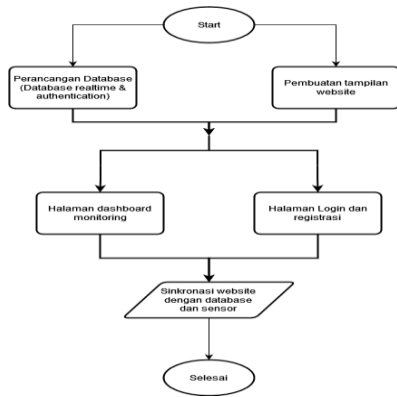 Start
Perancangan Database
(Database realtime &
authentication)
Pembuatan tampilan
website
Halaman dashboard
monitoring
Halaman Login dan
registrasi
Sinkronasi website
dengan database
dan sensor
Selesai